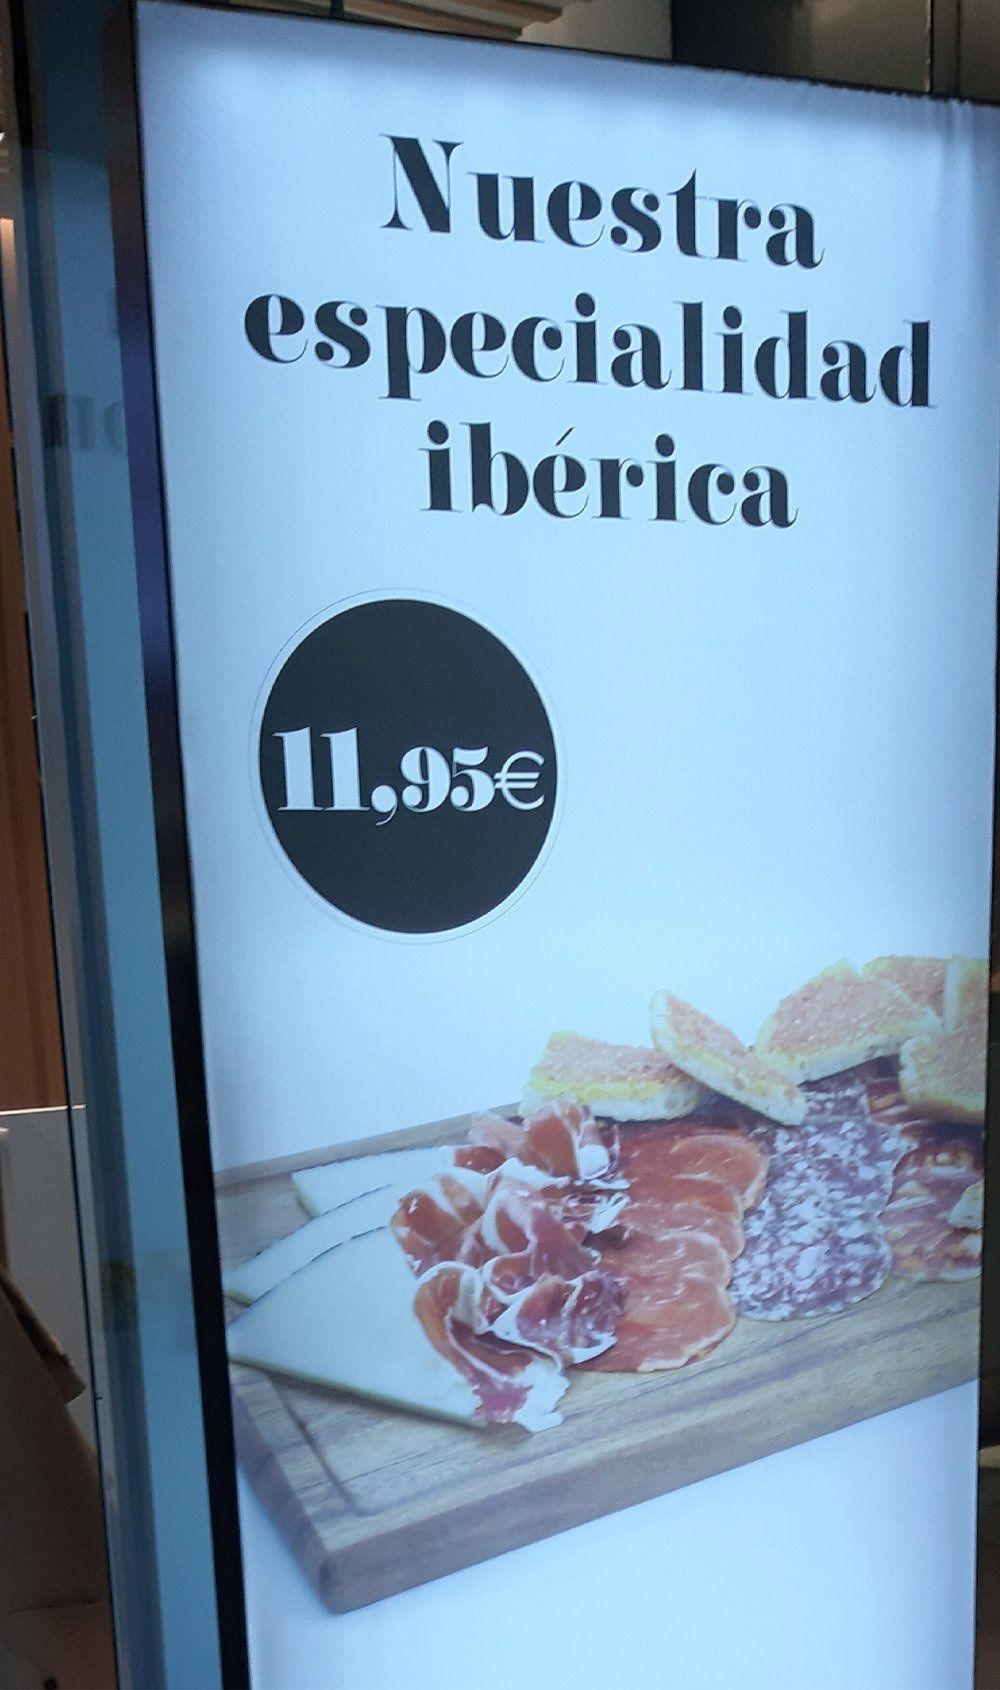 Nuestra
especialidad
ibérica
11,95€